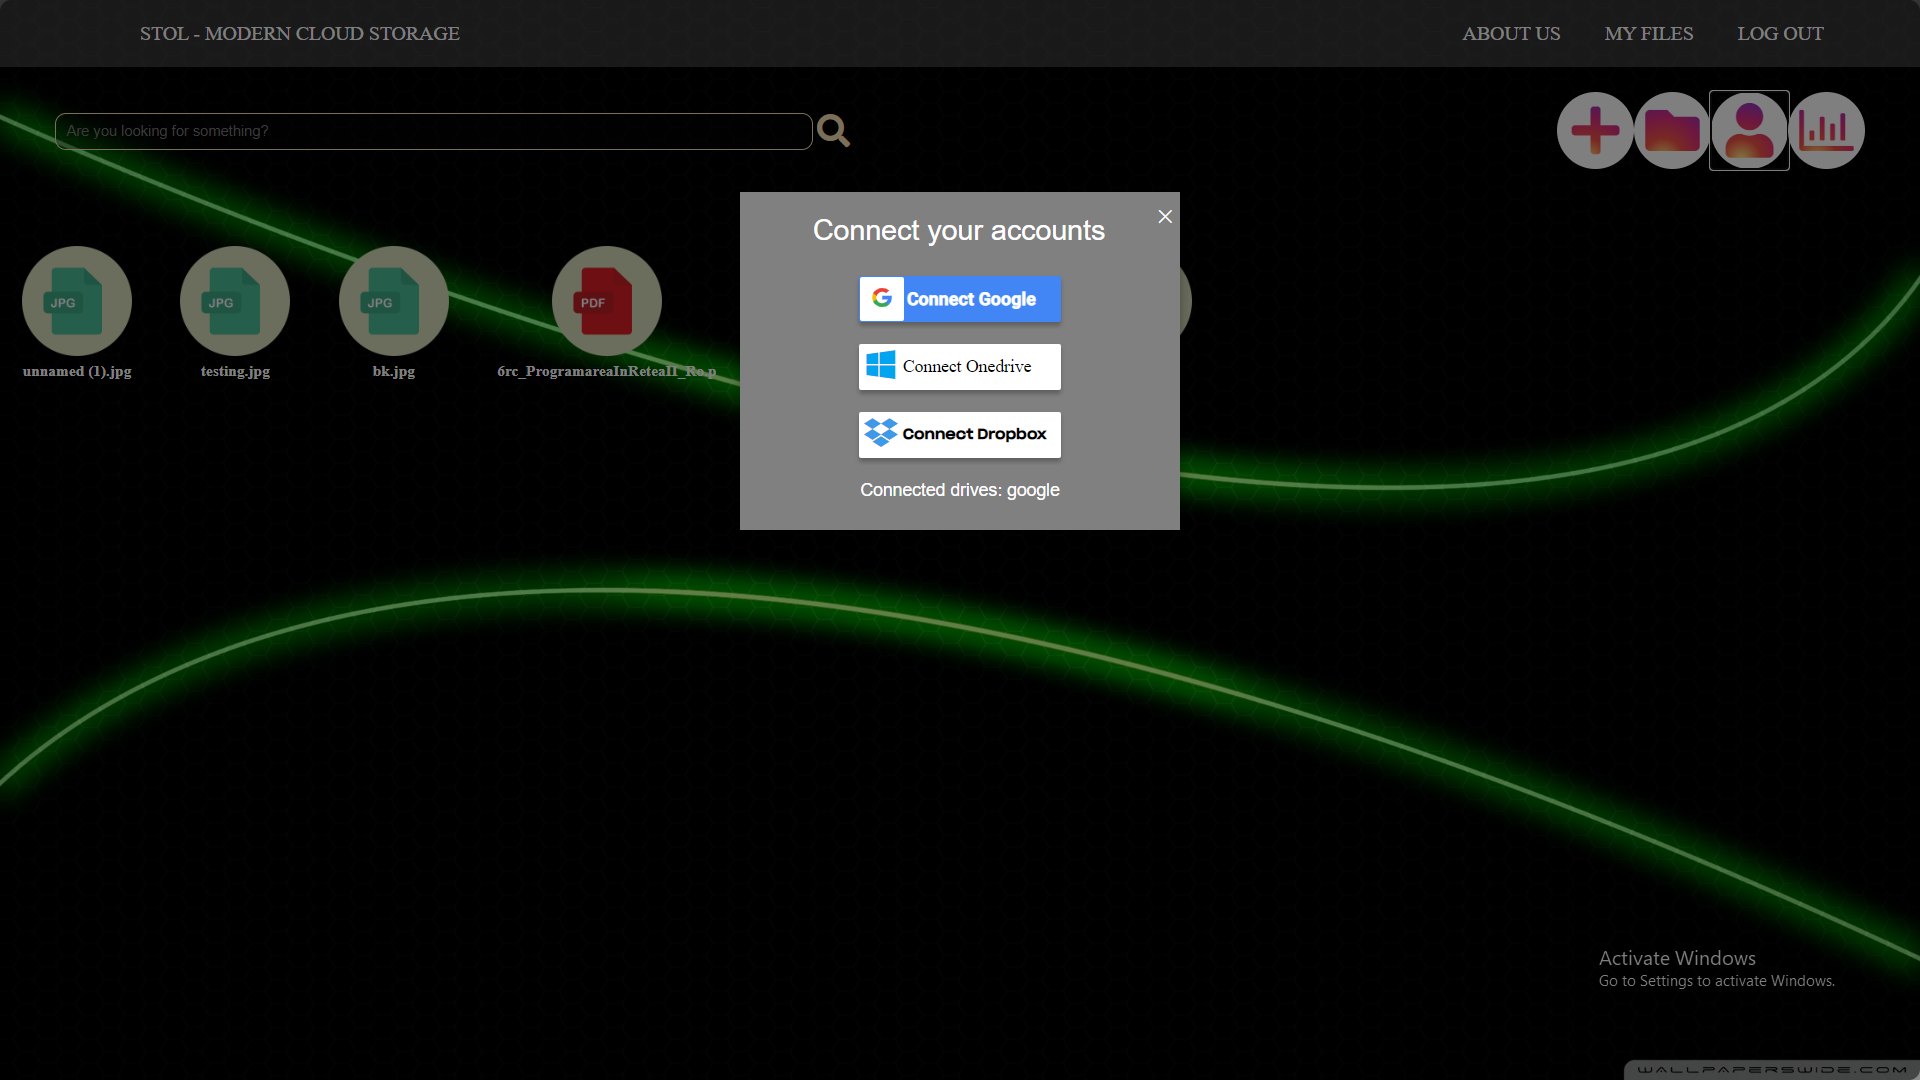 STOL - MODERN CLOUD STORAGE
ABOUT US
MY FILES
LOG OUT
Are you looking for something?
Connect your accounts
Connect Google
Connect Onedrive
Connect Dropbox
Connected drives: google
JPG
JPG
JPG
PDF
unnamed (1).jpg
testing.jpg
bk.jpg
6rc_ProgramareaInReteaII_Ro.p
Activate Windows
Go to Settings to activate Windows.
WALLPAPERSWIDE.COM